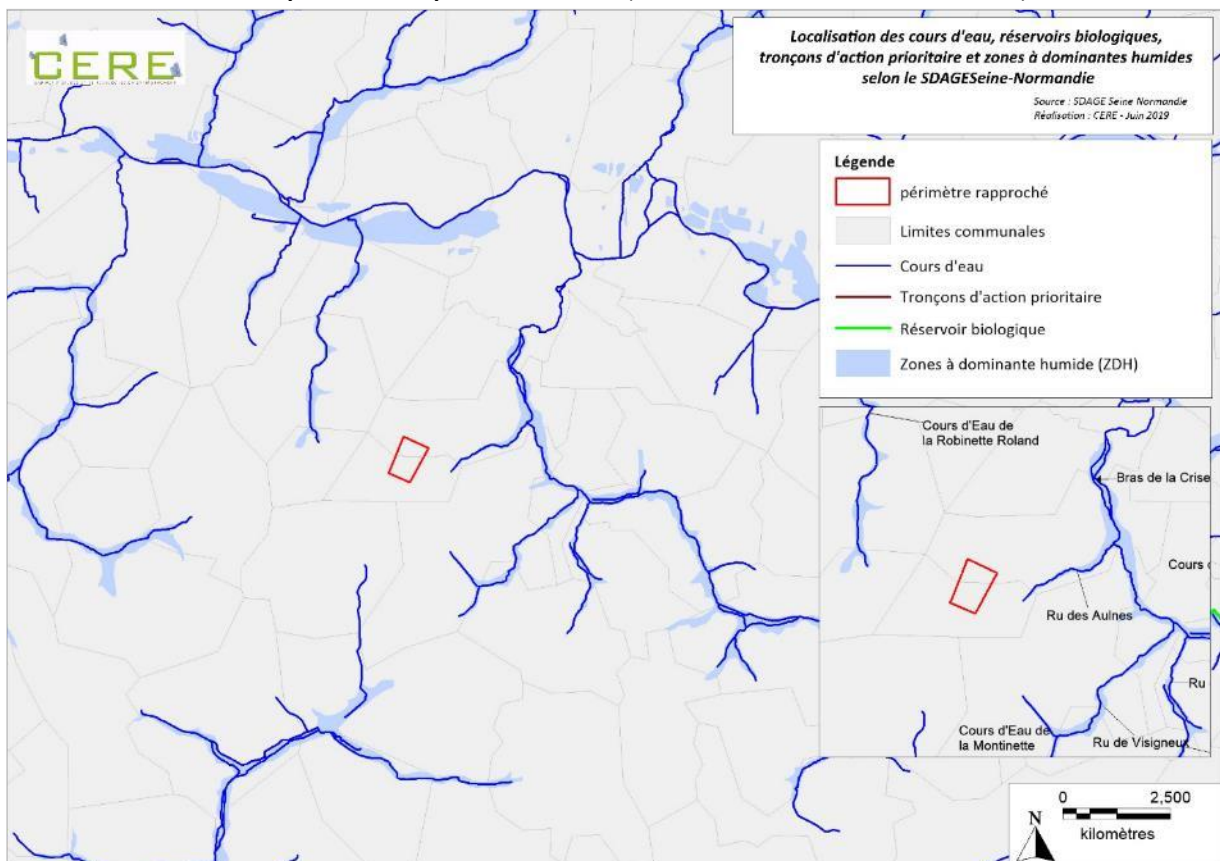 CERE
Localisation des cours d'eau, réservoirs biologiques,
tronçons d'action prioritaire et zones à dominantes humides
selon le SDAGESeine-Normandie
Source : SDAGE Seine Normandie
Réalisation : CERE - Juin 2019
Légende
périmètre rapproché
Limites communales
Cours d'eau
Tronçons d'action prioritaire
Réservoir biologique
Zones à dominante humide (ZDH)
Cours d'Eau de
la Robinette Roland
Bras de la Crise
Cours
Ru des Aulnes
Ru
Cours d'Eau de
la Montinette
Ru de Visigneux
N
0 2,500
kilomètres